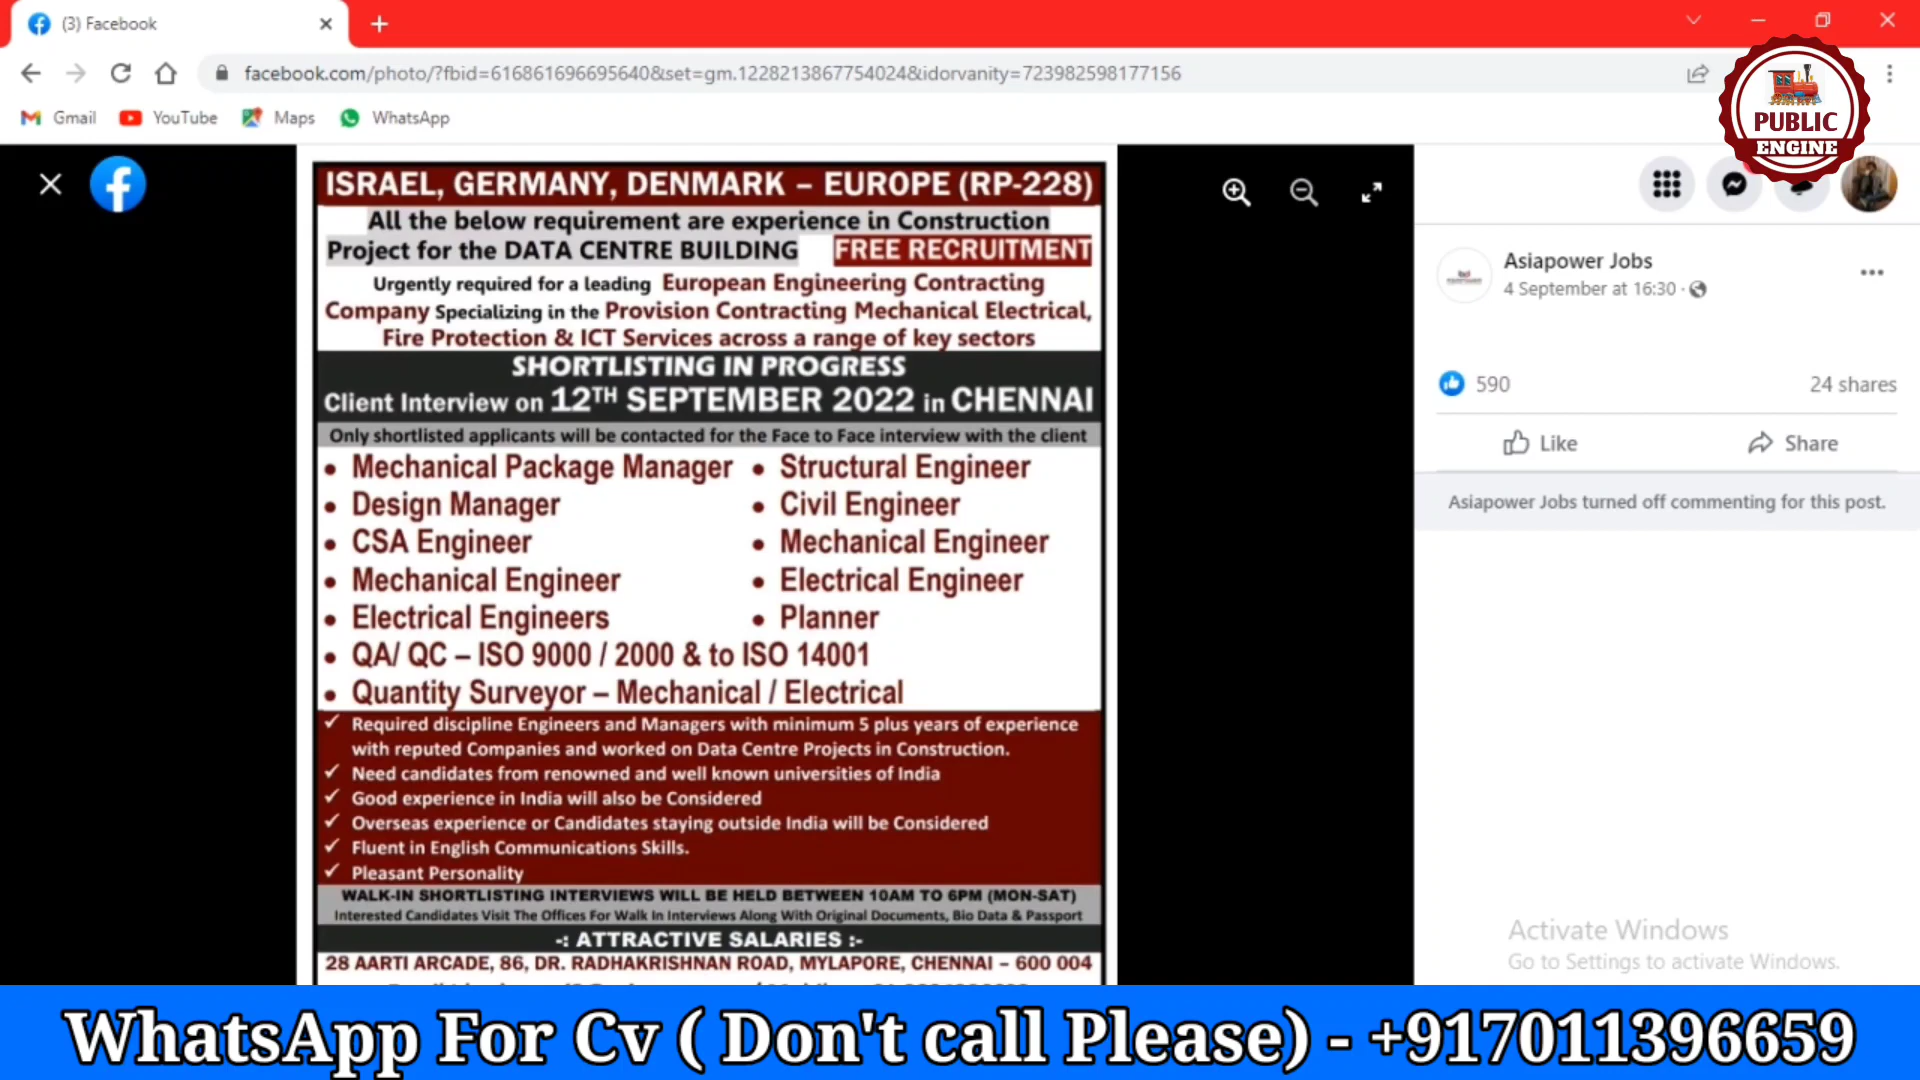 (3) Facebook
facebook.com/photo/?fbid=616861696695640&set=gm.1228213867754024&idorvanity=723982598177156
Gmail YouTube Maps WhatsApp
PUBLIC
ENGINE
ISRAEL, GERMANY, DENMARK – EUROPE (RP-228)
All the below requirement are experience in Construction
Project for the DATA CENTRE BUILDING FREE RECRUITMENT
Urgently required for a leading European Engineering Contracting
Company Specializing in the Provision Contracting Mechanical Electrical,
Fire Protection & ICT Services across a range of key sectors
SHORTLISTING IN PROGRESS
Client Interview on 12TH SEPTEMBER 2022 in CHENNAI
Only shortlisted applicants will be contacted for the Face to Face interview with the client
• Mechanical Package Manager • Structural Engineer
• Design Manager • Civil Engineer
• CSA Engineer • Mechanical Engineer
• Mechanical Engineer • Electrical Engineer
• Electrical Engineers • Planner
• QA/ QC – ISO 9000 / 2000 & to ISO 14001
• Quantity Surveyor – Mechanical / Electrical
✓ Required discipline Engineers and Managers with minimum 5 plus years of experience
with reputed Companies and worked on Data Centre Projects in Construction.
✓ Need candidates from renowned and well known universities of India
✓ Good experience in India will also be Considered
✓ Overseas experience or Candidates staying outside India will be Considered
✓ Fluent in English Communications Skills.
✓ Pleasant Personality
WALK-IN SHORTLISTING INTERVIEWS WILL BE HELD BETWEEN 10AM TO 6PM (MON-SAT)
Interested Candidates Visit The Offices For Walk In Interviews Along With Original Documents, Bio Data & Passport
-: ATTRACTIVE SALARIES :-
28 AARTI ARCADE, 86, DR. RADHAKRISHNAN ROAD, MYLAPORE, CHENNAI – 600 004
Asiapower Jobs
4 September at 16:30 ·
590 24 shares
Like Share
Asiapower Jobs turned off commenting for this post.
Activate Windows
Go to Settings to activate Windows.
WhatsApp For Cv ( Don't call Please) - +917011396659